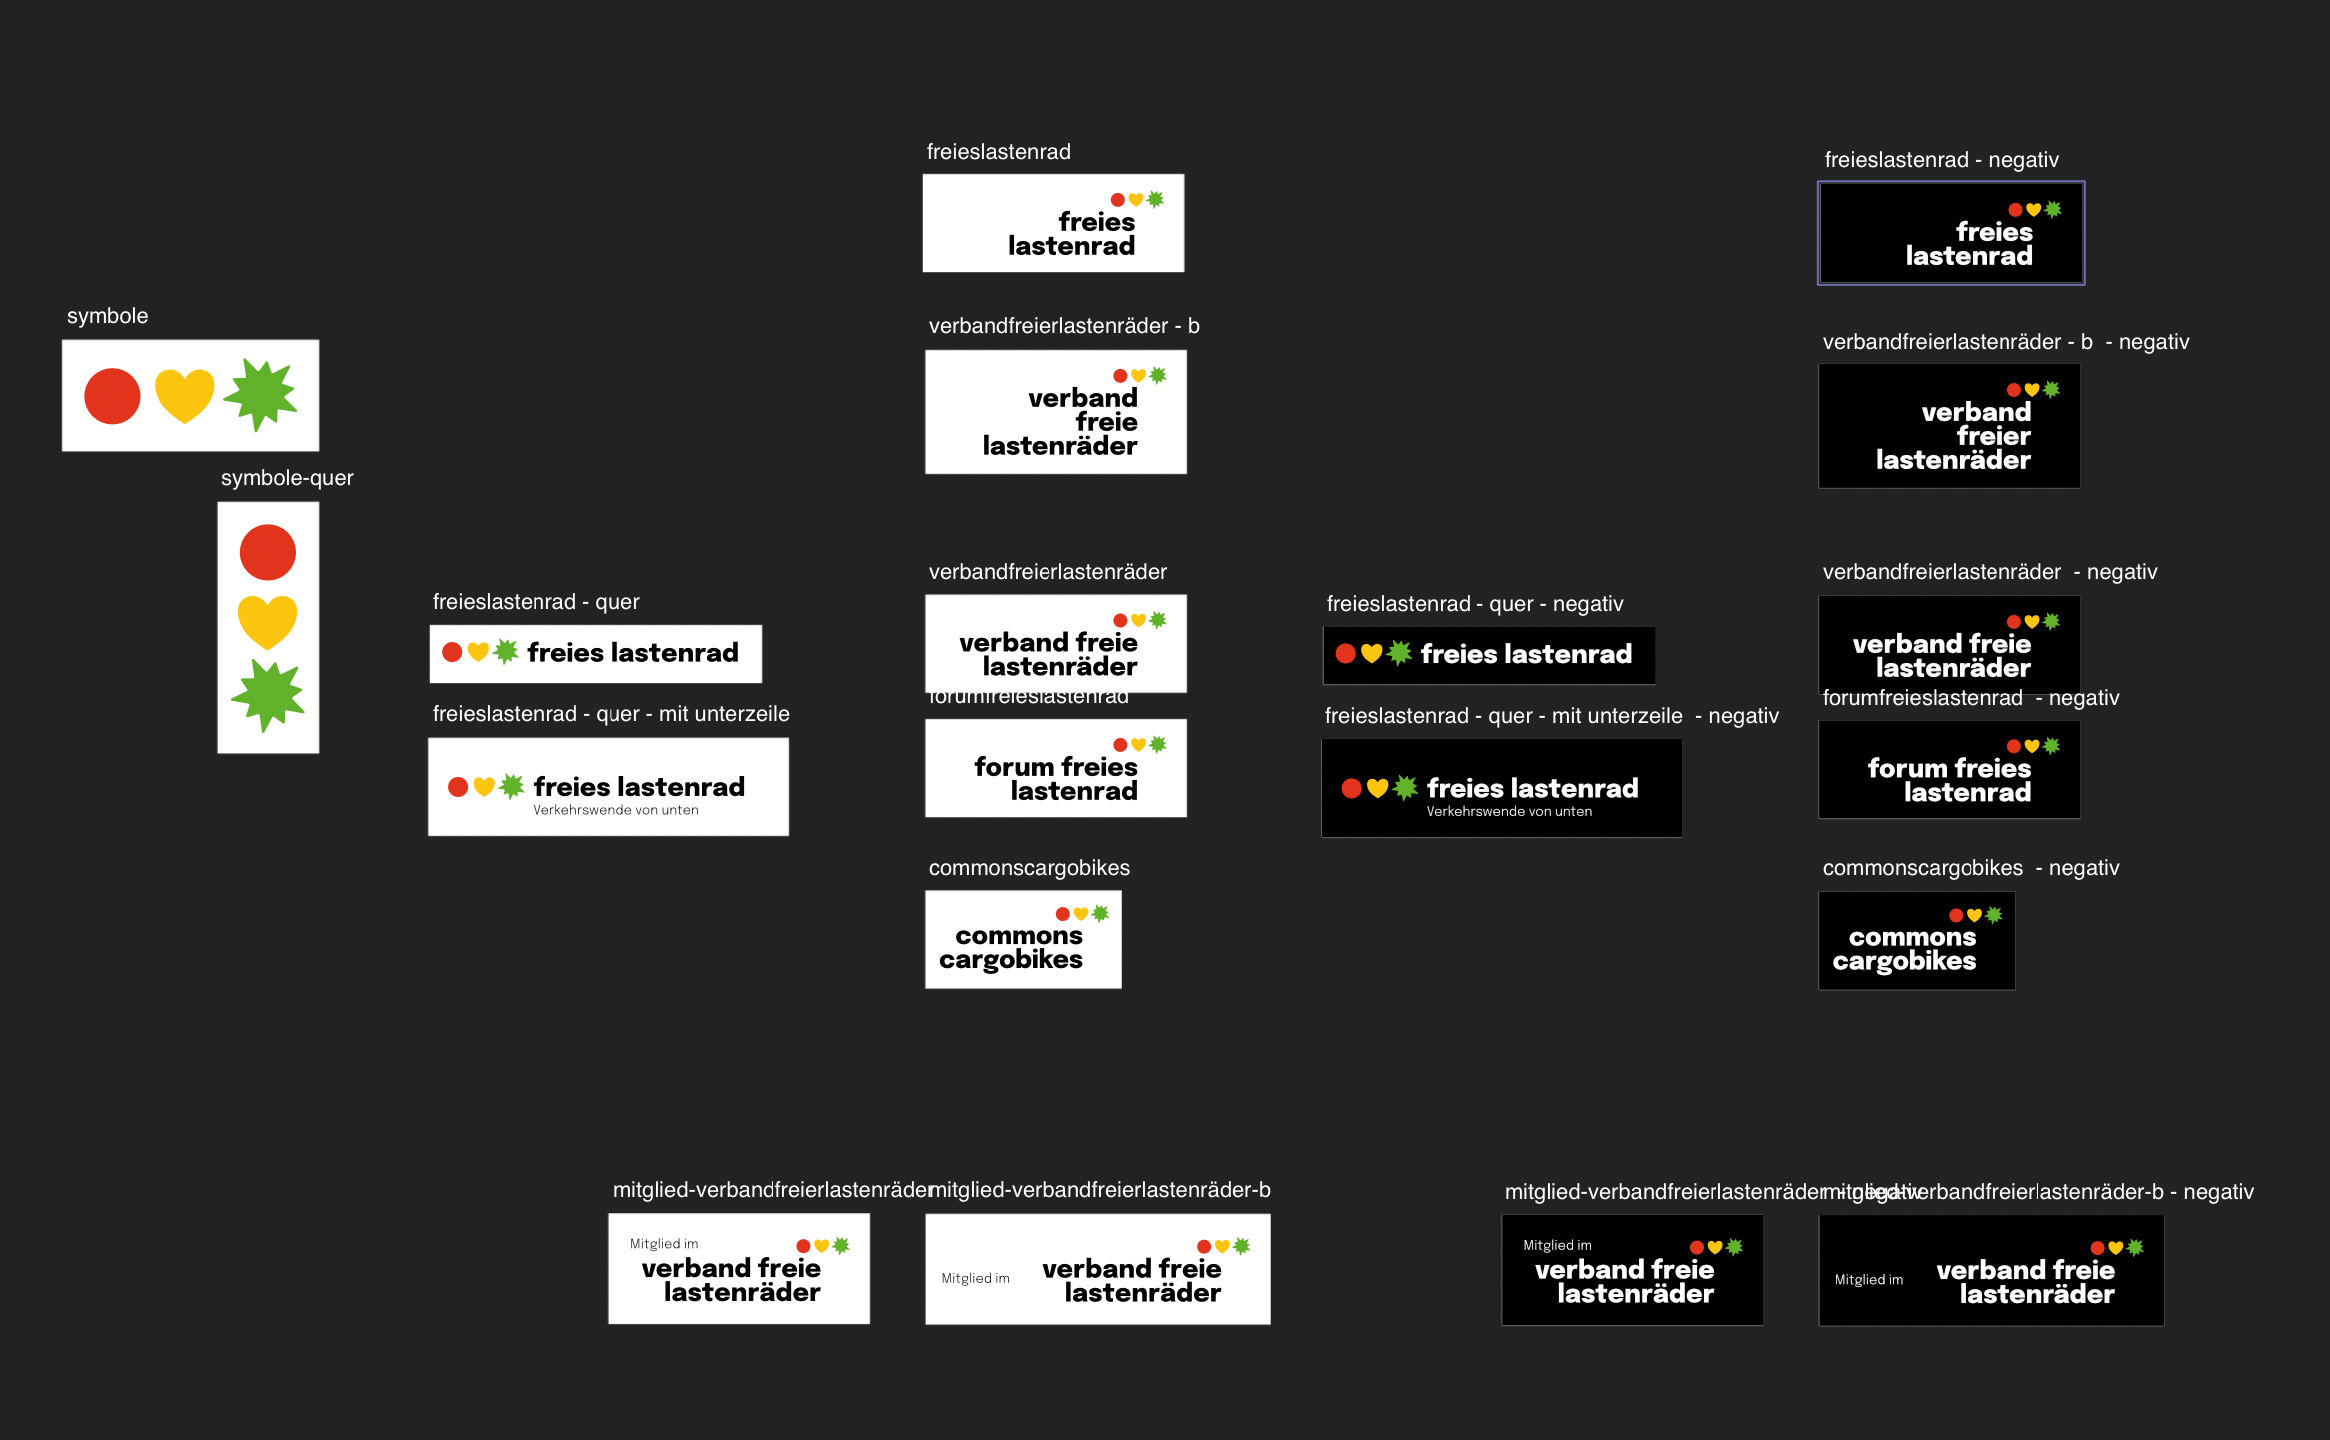 symbole
symbole-quer
freieslastenrad - quer
freies lastenrad
freieslastenrad - quer - mit unterzeile
freies lastenrad
Verkehrswende von unten
freieslastenrad
freies
lastenrad
verbandfreierlastenräder - b
verband
freie
lastenräder
verbandfreierlastenräder
verband freie
lastenräder
forumfreieslastenrad
forum freies
lastenrad
commonscargobikes
commons
cargobikes
freieslastenrad - quer - negativ
freies lastenrad
freieslastenrad - quer - mit unterzeile - negativ
freies lastenrad
Verkehrswende von unten
freieslastenrad - negativ
freies
lastenrad
verbandfreierlastenräder - b - negativ
verband
freier
lastenräder
verbandfreierlastenräder - negativ
verband freie
lastenräder
forumfreieslastenrad - negativ
forum freies
lastenrad
commonscargobikes - negativ
commons
cargobikes
mitglied-verbandfreierlastenräder
Mitglied im
verband freie
lastenräder
mitglied-verbandfreierlastenräder-b
Mitglied im
verband freie
lastenräder
mitglied-verbandfreierlastenräder - negativ
Mitglied im
verband freie
lastenräder
mitglied-verbandfreierlastenräder-b - negativ
Mitglied im
verband freie
lastenräder